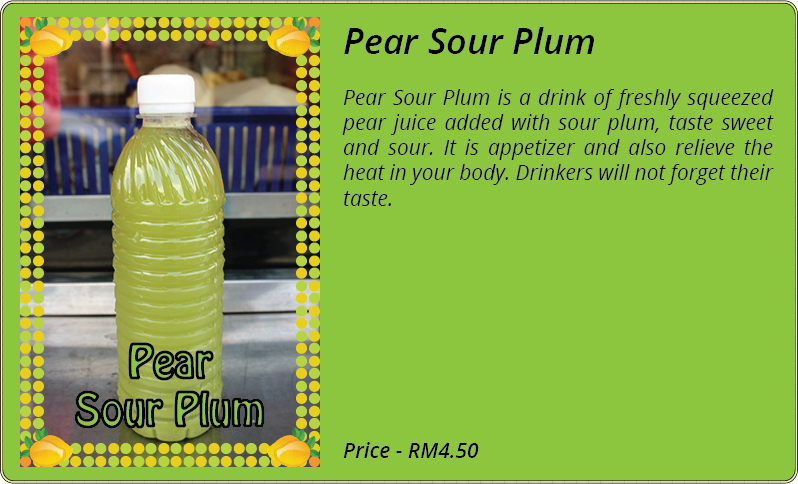 Pear Sour Plum
Pear Sour Plum is a drink of freshly squeezed
pear juice added with sour plum, taste sweet
and sour. It is appetizer and also relieve the
heat in your body. Drinkers will not forget their
taste.
Pear
Sour Plum
Price - RM4.50